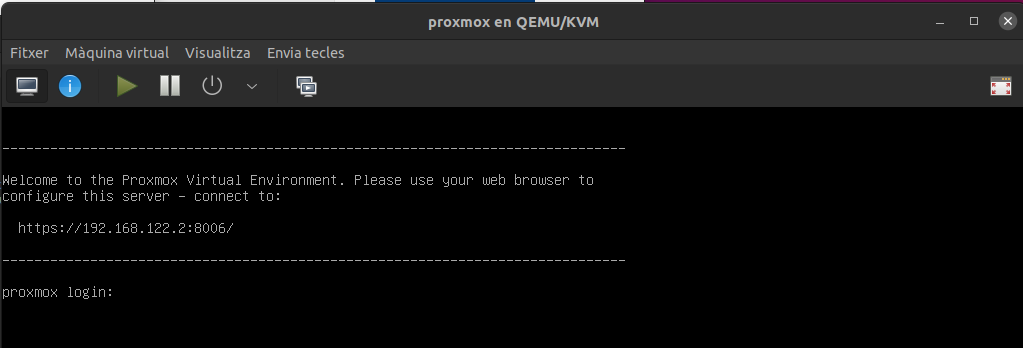 proxmox en QEMU/KVM
Fitxer Màquina virtual Visualitza Envia tecles
------------------------------------------------------------------------------
Welcome to the Proxmox Virtual Environment. Please use your web browser to
configure this server - connect to:
https://192.168.122.2:8006/
------------------------------------------------------------------------------
proxmox login: